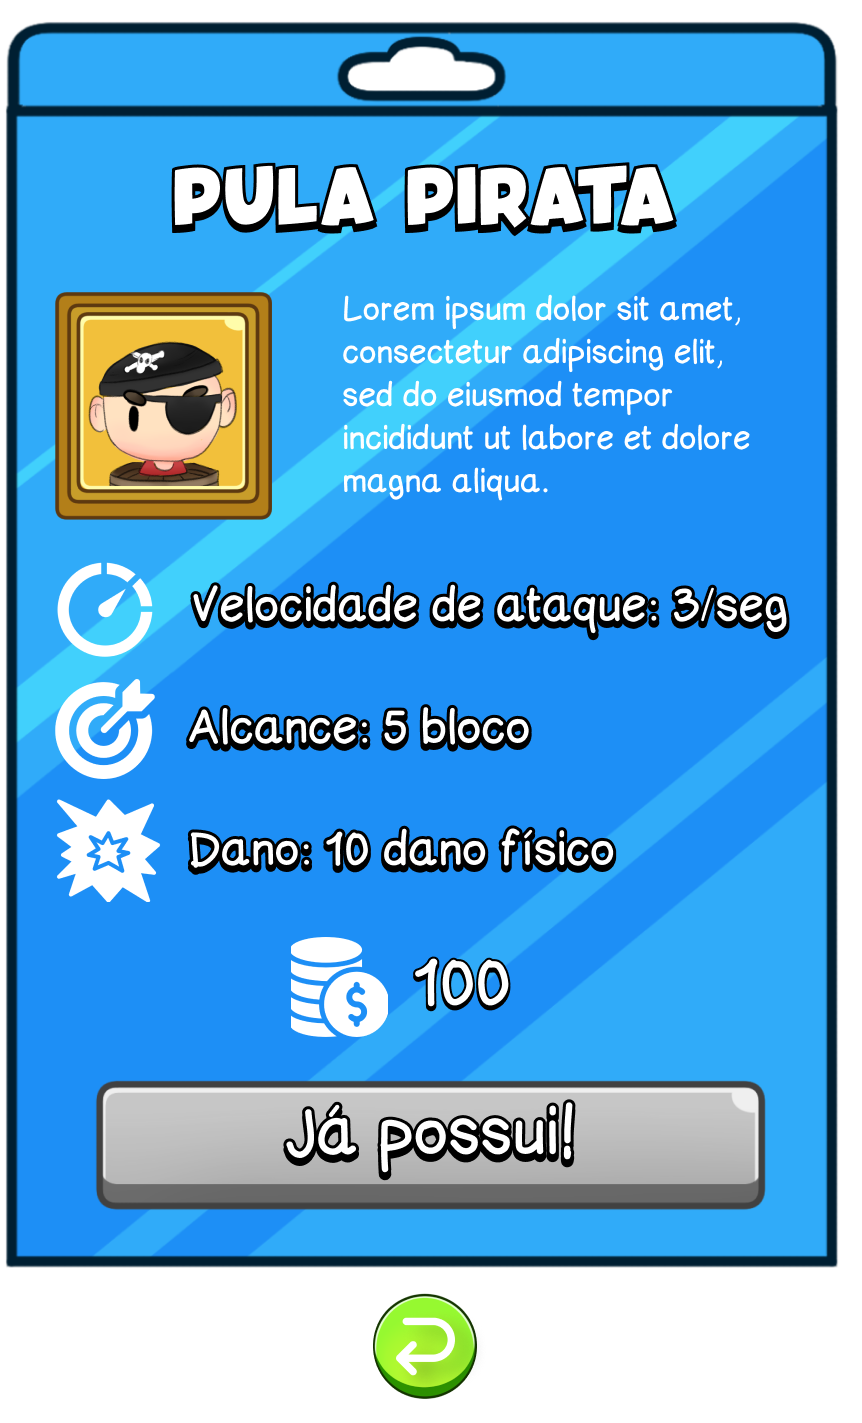 PULA PIRATA
Lorem ipsum dolor sit amet,
consectetur adipiscing elit,
sed do eiusmod tempor
incididunt ut labore et dolore
magna aliqua.
Velocidade de ataque: 3/seg
Alcance: 5 bloco
Dano: 10 dano físico
$ 100
Já possui!